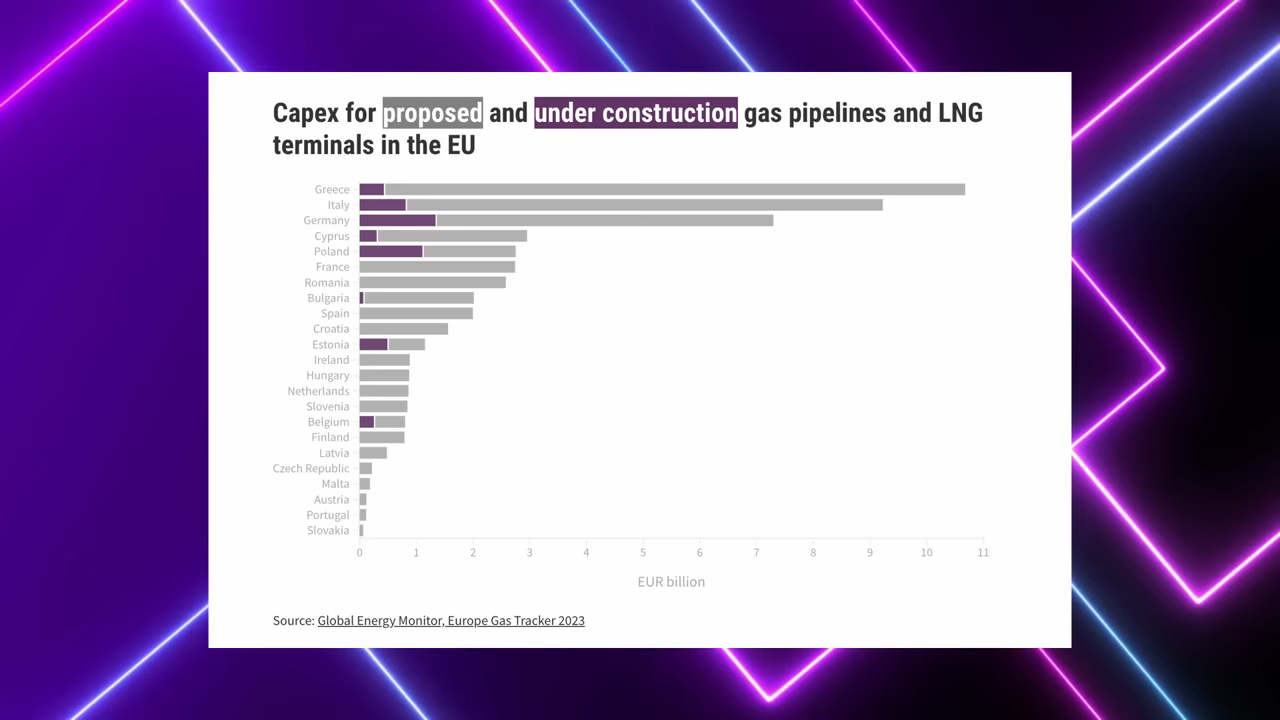 Capex for proposed and under construction gas pipelines and LNG
terminals in the EU
Greece
Italy
Germany
Cyprus
Poland
France
Romania
Bulgaria
Spain
Croatia
Estonia
Ireland
Hungary
Netherlands
Slovenia
Belgium
Finland
Latvia
Czech Republic
Malta
Austria
Portugal
Slovakia
0 1 2 3 4 5 6 7 8 9 10 11
EUR billion
Source: Global Energy Monitor, Europe Gas Tracker 2023